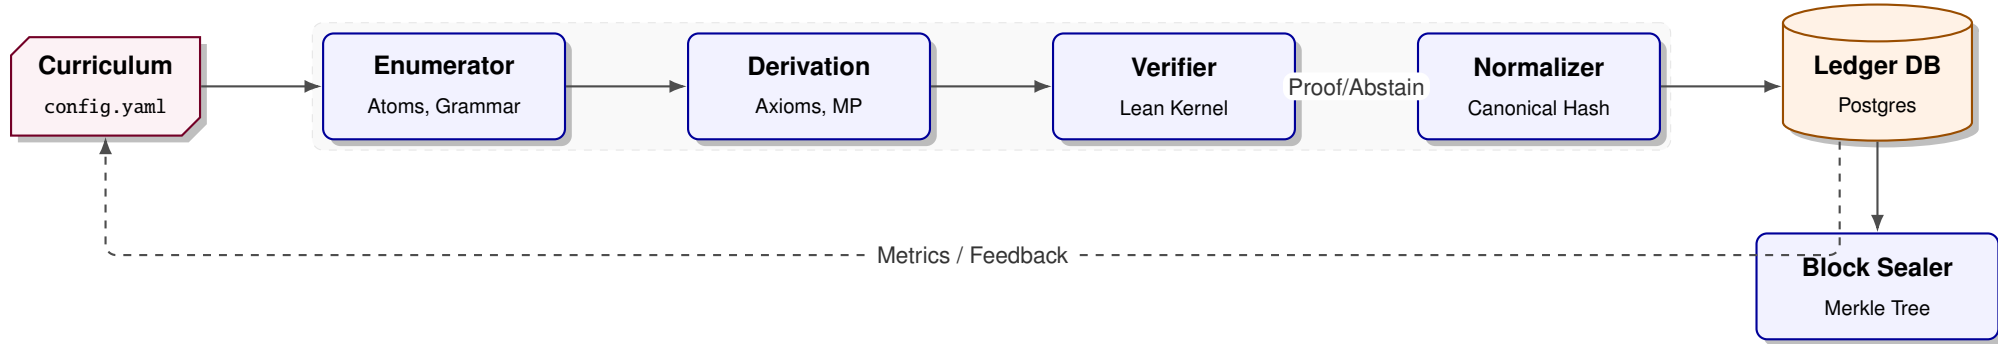 Curriculum
config.yaml
Enumerator
Atoms, Grammar
Derivation
Axioms, MP
Verifier
Lean Kernel
Proof/Abstain
Normalizer
Canonical Hash
Ledger DB
Postgres
Metrics / Feedback
Block Sealer
Merkle Tree